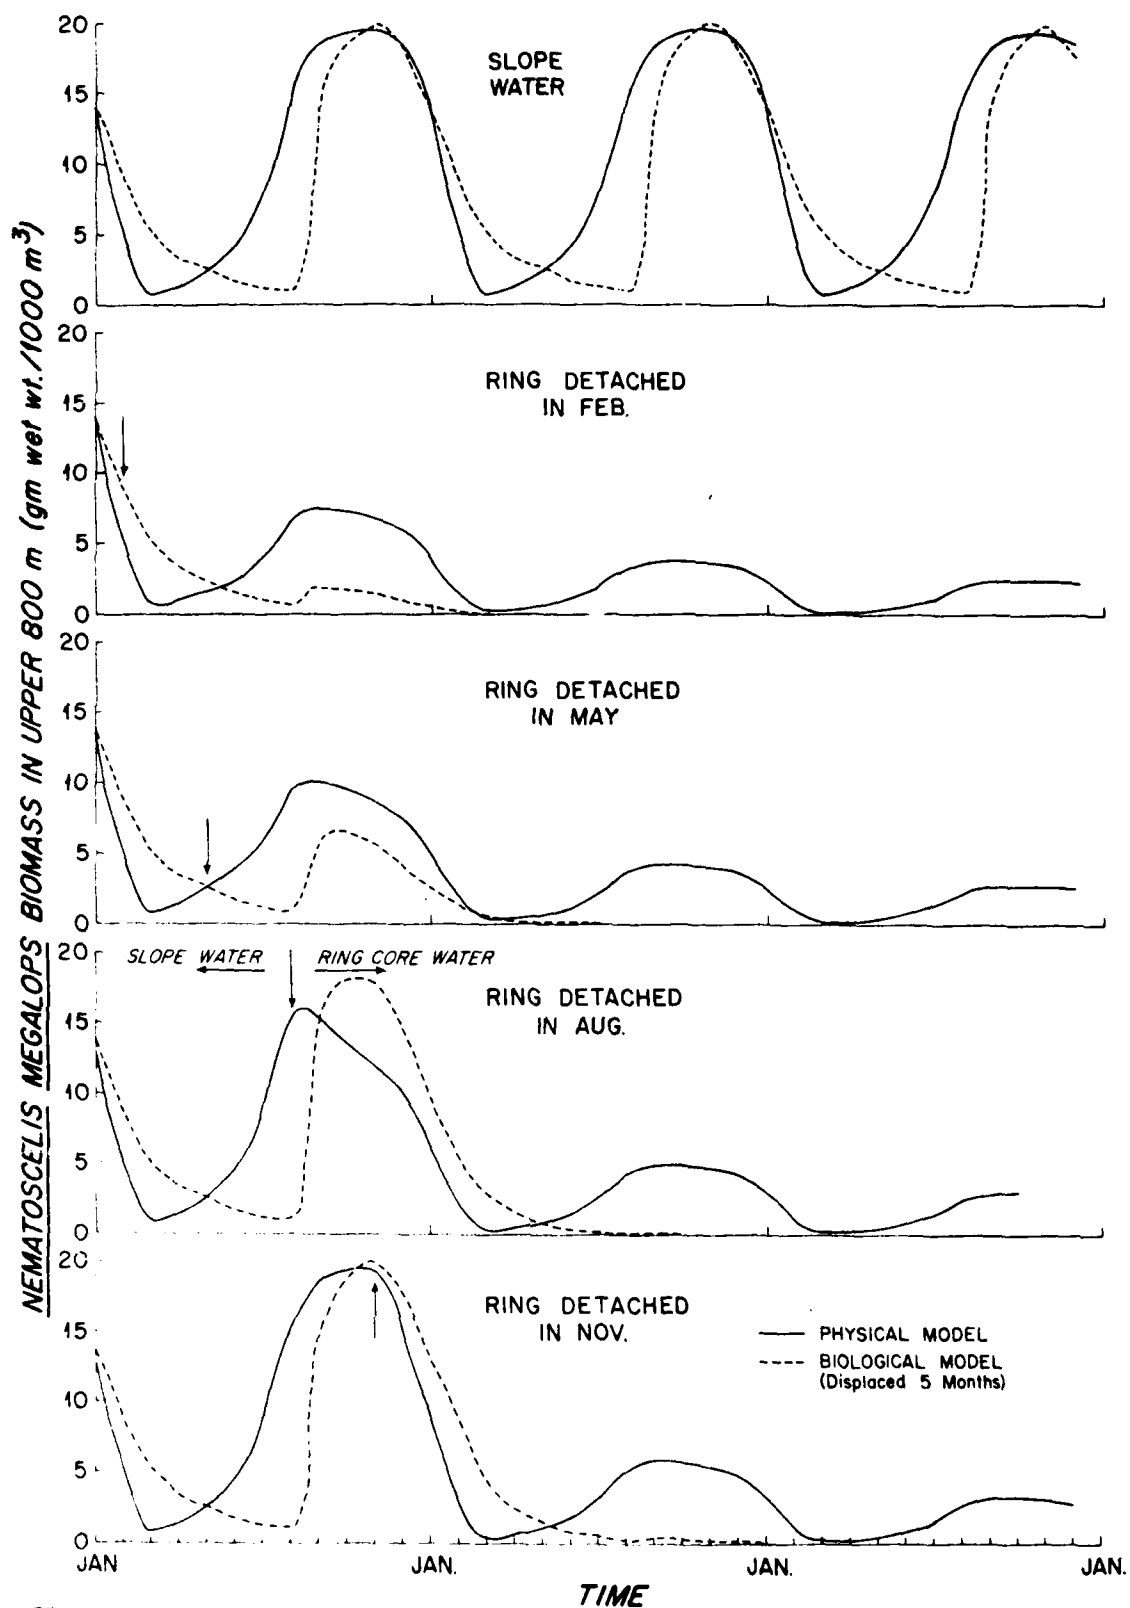 NEMATOSCELIS MEGALOPS BIOMASS IN UPPER 800 m (gm wet wt./1000 m³)
20
15
10
5
0
SLOPE
WATER
20
15
10
5
0
RING DETACHED
IN FEB.
20
15
10
5
0
RING DETACHED
IN MAY
20
15
10
5
0
SLOPE WATER
RING CORE WATER
RING DETACHED
IN AUG.
20
15
10
5
0
RING DETACHED
IN NOV.
PHYSICAL MODEL
BIOLOGICAL MODEL
(Displaced 5 Months)
JAN JAN. JAN. JAN.
TIME